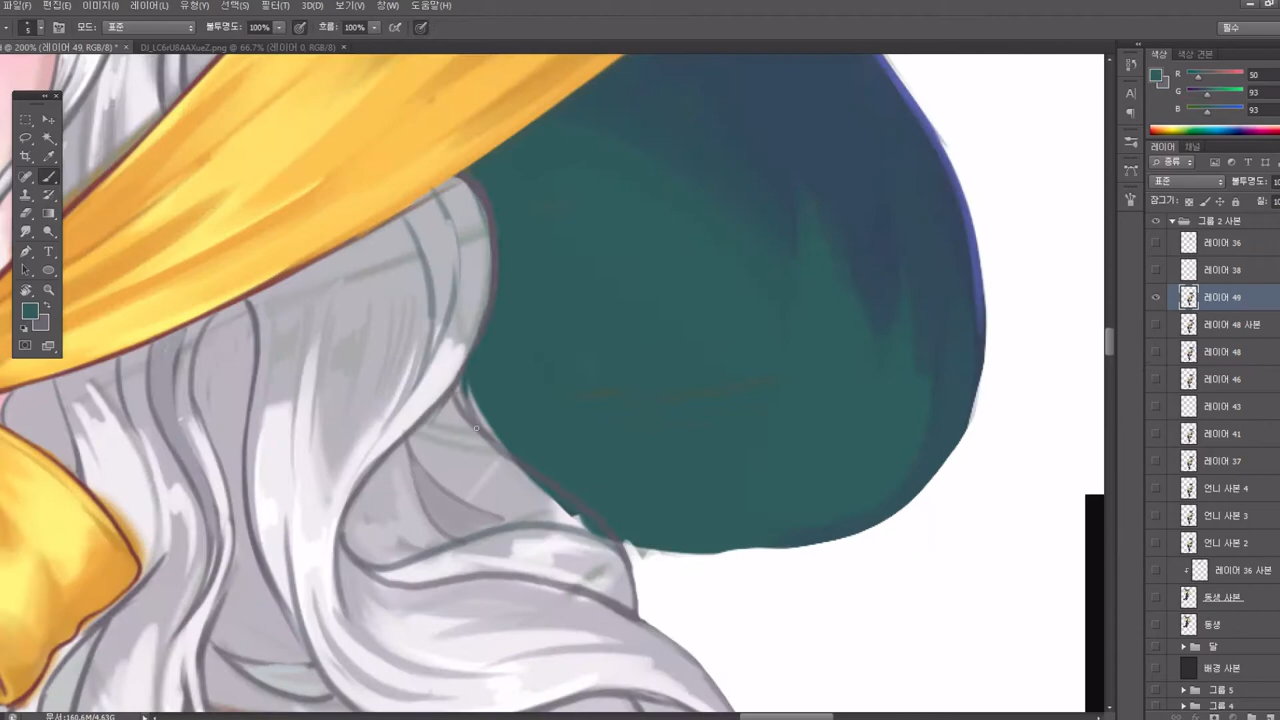 파일(F) 편집(E) 이미지(I) 레이어(L) 유형(Y) 선택(S) 필터(T) 3D(D) 보기(V) 창(W) 도움말(H)
5 모드: 표준 불투명도: 100% 흐름: 100% 필수
@ 200% (레이어 49, RGB/8) * × DJ_LC6rU8AXueZ.png @ 66.7% (레이어 0, RGB/8) ×
색상 색상 견본
R 50
G 93
B 93
레이어 채널
종류
표준 불투명도: 10
잠그기: 칠: 10
그룹 2 사본
레이어 36
레이어 38
레이어 49
레이어 48 사본
레이어 48
레이어 46
레이어 43
레이어 41
레이어 37
언니 사본 4
언니 사본 3
언니 사본 2
레이어 36 사본
동생 사본
동생
달
배경 사본
그룹 5
그룹 4
문서:160.6M/4.63G